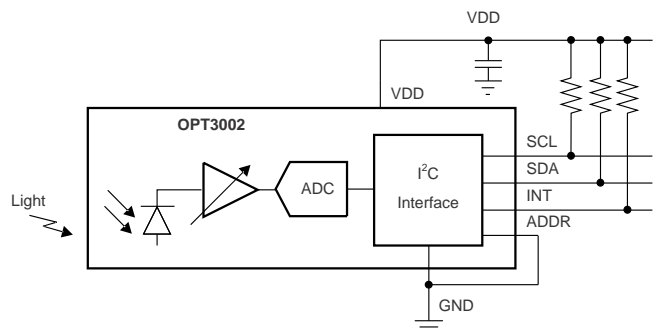 VDD
VDD
OPT3002
SCL
I²C
SDA
ADC
Light
Interface
INT
ADDR
GND